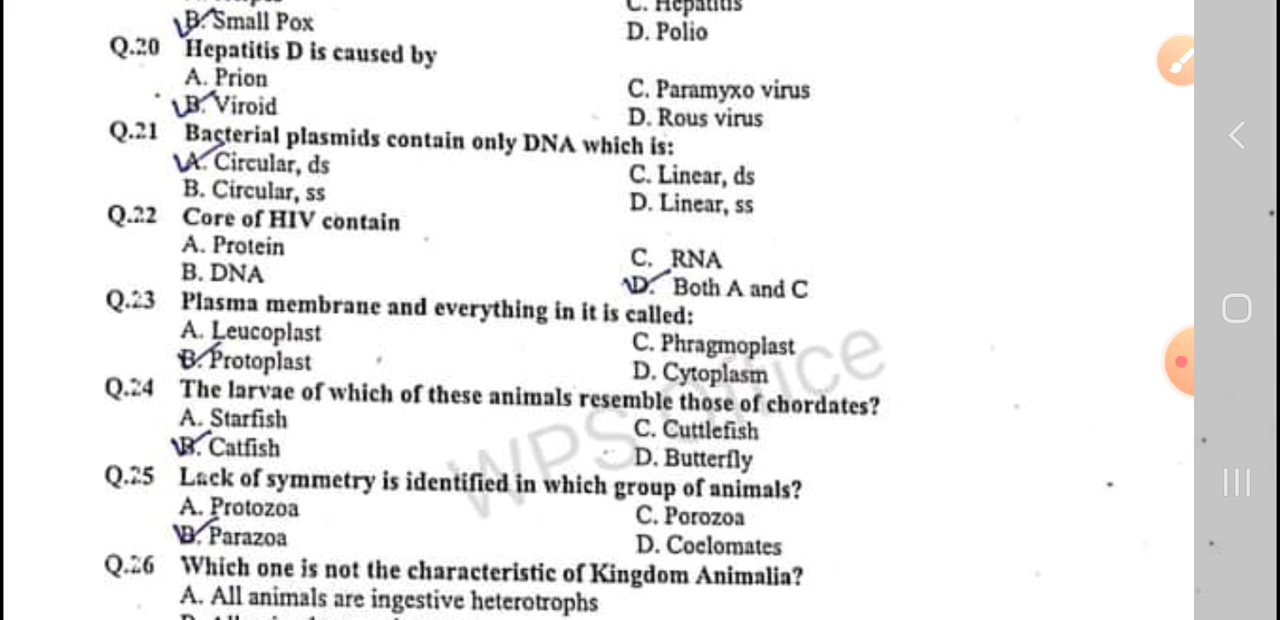 B. Small Pox
D. Polio
Q.20 Hepatitis D is caused by
A. Prion
C. Paramyxo virus
B. Viroid
D. Rous virus
Q.21 Bacterial plasmids contain only DNA which is:
A. Circular, ds
C. Linear, ds
B. Circular, ss
D. Linear, ss
Q.22 Core of HIV contain
A. Protein
C. RNA
B. DNA
D. Both A and C
Q.23 Plasma membrane and everything in it is called:
A. Leucoplast
C. Phragmoplast
B. Protoplast
D. Cytoplasm
Q.24 The larvae of which of these animals resemble those of chordates?
A. Starfish
C. Cuttlefish
B. Catfish
D. Butterfly
Q.25 Lack of symmetry is identified in which group of animals?
A. Protozoa
C. Porozoa
B. Parazoa
D. Coelomates
Q.26 Which one is not the characteristic of Kingdom Animalia?
A. All animals are ingestive heterotrophs
WPS Office